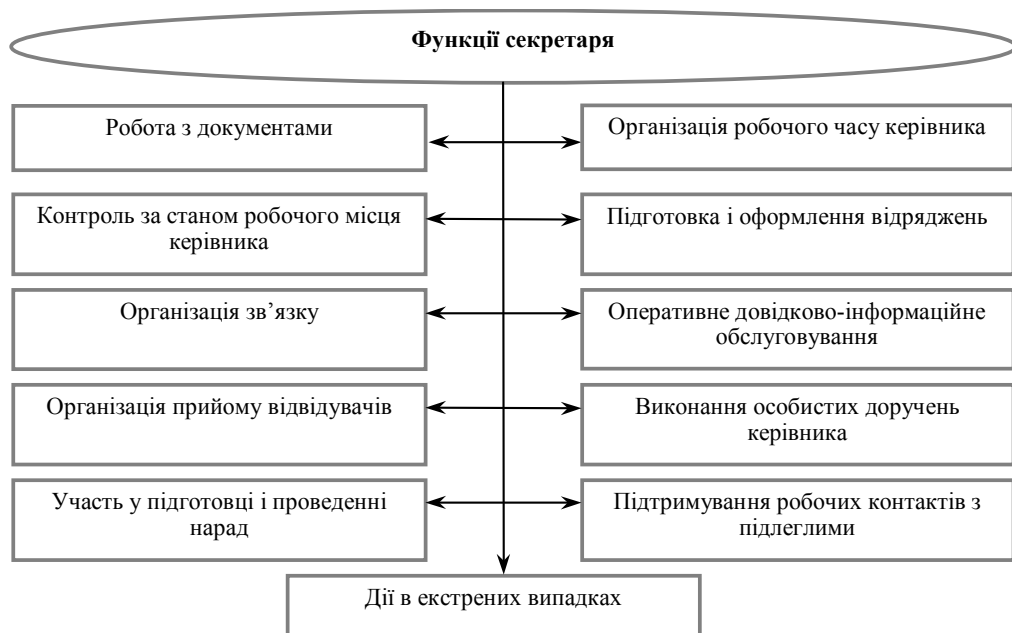 Функції секретаря
Робота з документами
Організація робочого часу керівника
Контроль за станом робочого місця
керівника
Підготовка і оформлення відряджень
Організація зв’язку
Оперативне довідково-інформаційне
обслуговування
Організація прийому відвідувачів
Виконання особистих доручень
керівника
Участь у підготовці і проведенні
нарад
Підтримування робочих контактів з
підлеглими
Дії в екстрених випадках